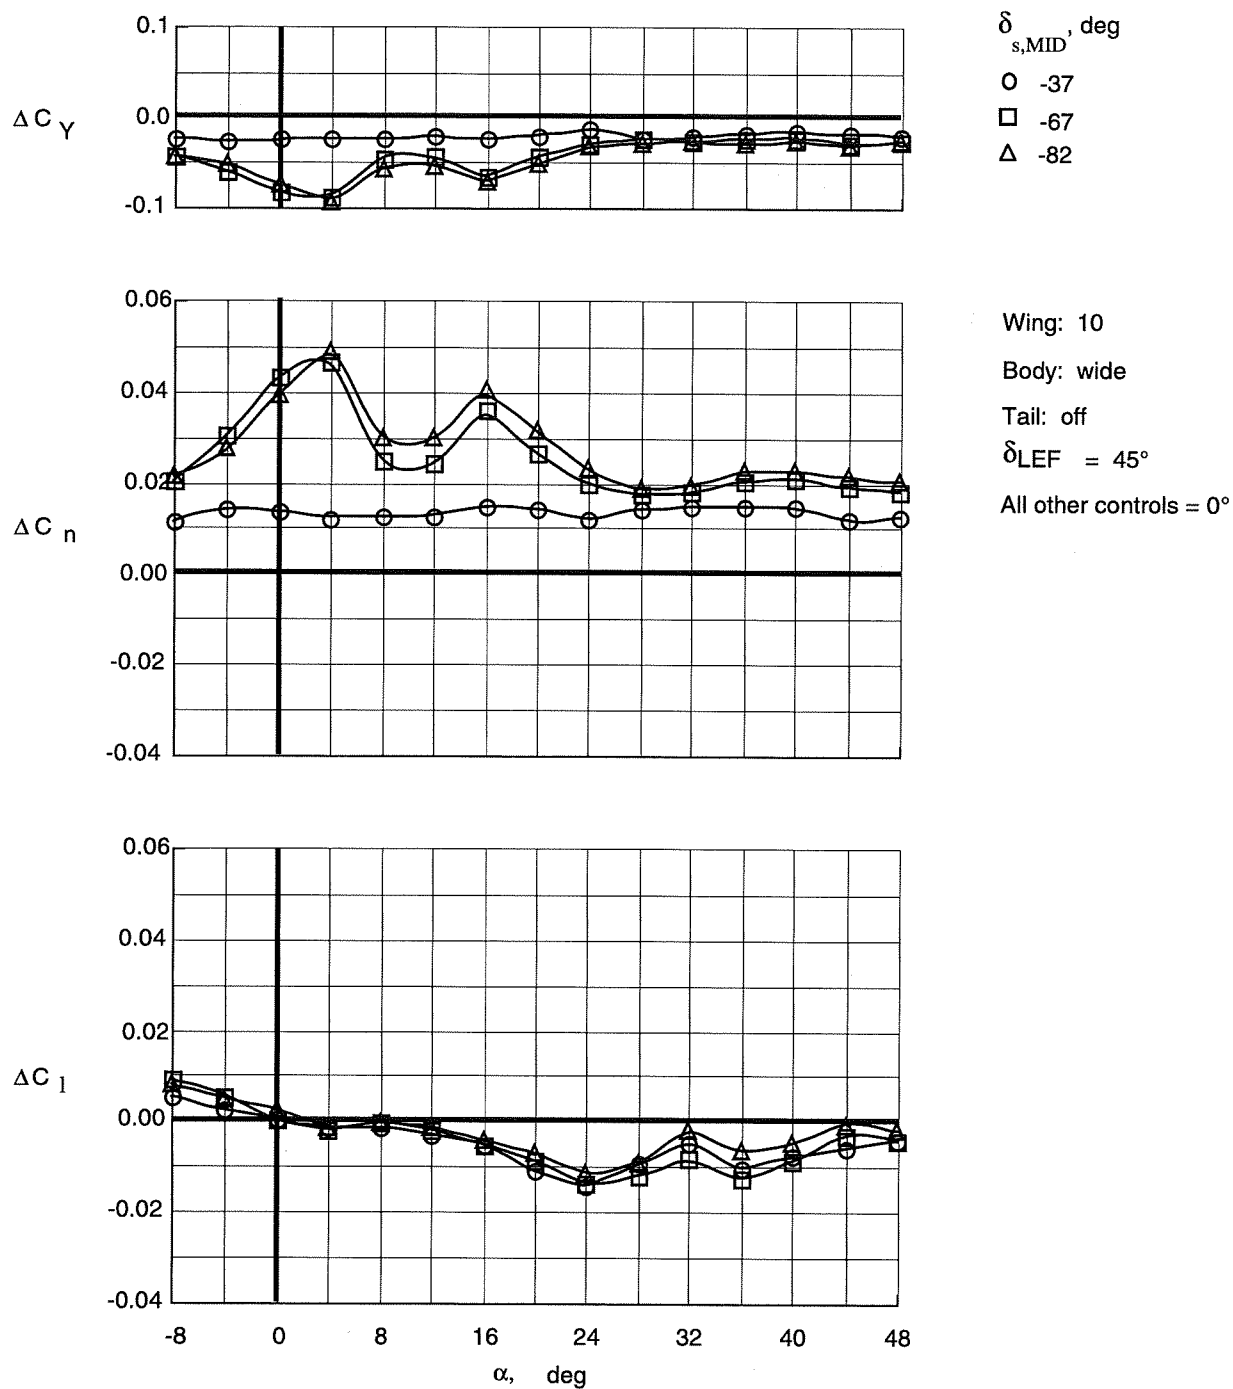 0.1
0.0
-0.1
Δ C Y
δ s,MID, deg
-37
-67
-82
0.06
0.04
0.02
0.00
-0.02
-0.04
Δ C n
Wing: 10
Body: wide
Tail: off
δLEF = 45°
All other controls = 0°
0.06
0.04
0.02
0.00
-0.02
-0.04
ΔC l
-8 0 8 16 24 32 40 48
α, deg